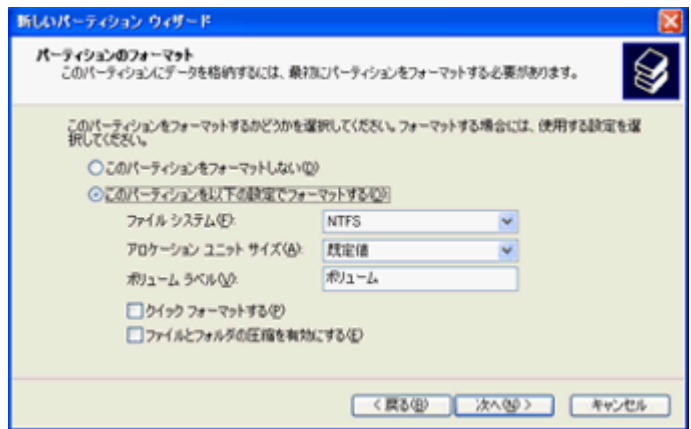 新しいパーティション ウィザード
パーティションのフォーマット
このパーティションにデータを格納するには、最初にパーティションをフォーマットする必要があります。
このパーティションをフォーマットするかどうかを選択してください。フォーマットする場合には、使用する設定を選
択してください。
このパーティションをフォーマットしない(D)
このパーティションを以下の設定でフォーマットする(O):
ファイル システム(F): NTFS
アロケーション ユニット サイズ(A): 既定値
ボリューム ラベル(V): ボリューム
クイック フォーマットする(P)
ファイルとフォルダの圧縮を有効にする(E)
< 戻る(B) 次へ(N) > キャンセル